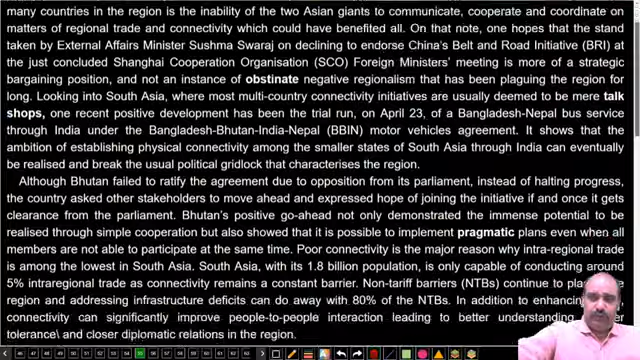 many countries in the region is the inability of the two Asian giants to communicate, cooperate and coordinate on
matters of regional trade and connectivity which could have benefited all. On that note, one hopes that the stand
taken by External Affairs Minister Sushma Swaraj on declining to endorse China's Belt and Road Initiative (BRI) at
the just concluded Shanghai Cooperation Organisation (SCO) Foreign Ministers' meeting is more of a strategic
bargaining position, and not an instance of obstinate negative regionalism that has been plaguing the region for
long. Looking into South Asia, where most multi-country connectivity initiatives are usually deemed to be mere talk
shops, one recent positive development has been the trial run, on April 23, of a Bangladesh-Nepal bus service
through India under the Bangladesh-Bhutan-India-Nepal (BBIN) motor vehicles agreement. It shows that the
ambition of establishing physical connectivity among the smaller states of South Asia through India can eventually
be realised and break the usual political gridlock that characterises the region.
Although Bhutan failed to ratify the agreement due to opposition from its parliament, instead of halting progress,
the country asked other stakeholders to move ahead and expressed hope of joining the initiative if and once it gets
clearance from the parliament. Bhutan's positive go-ahead not only demonstrated the immense potential to be
realised through simple cooperation but also showed that it is possible to implement pragmatic plans even when all
members are not able to participate at the same time. Poor connectivity is the major reason why intra-regional trade
is among the lowest in South Asia. South Asia, with its 1.8 billion population, is only capable of conducting around
5% intraregional trade as connectivity remains a constant barrier. Non-tariff barriers (NTBs) continue to
region and addressing infrastructure deficits can do away with 80% of the NTBs. In addition to enhancing
connectivity can significantly improve people-to-people interaction leading to better understanding,
tolerance\ and closer diplomatic relations in the region.
46 47 48 49 50 51 52 53 54 55